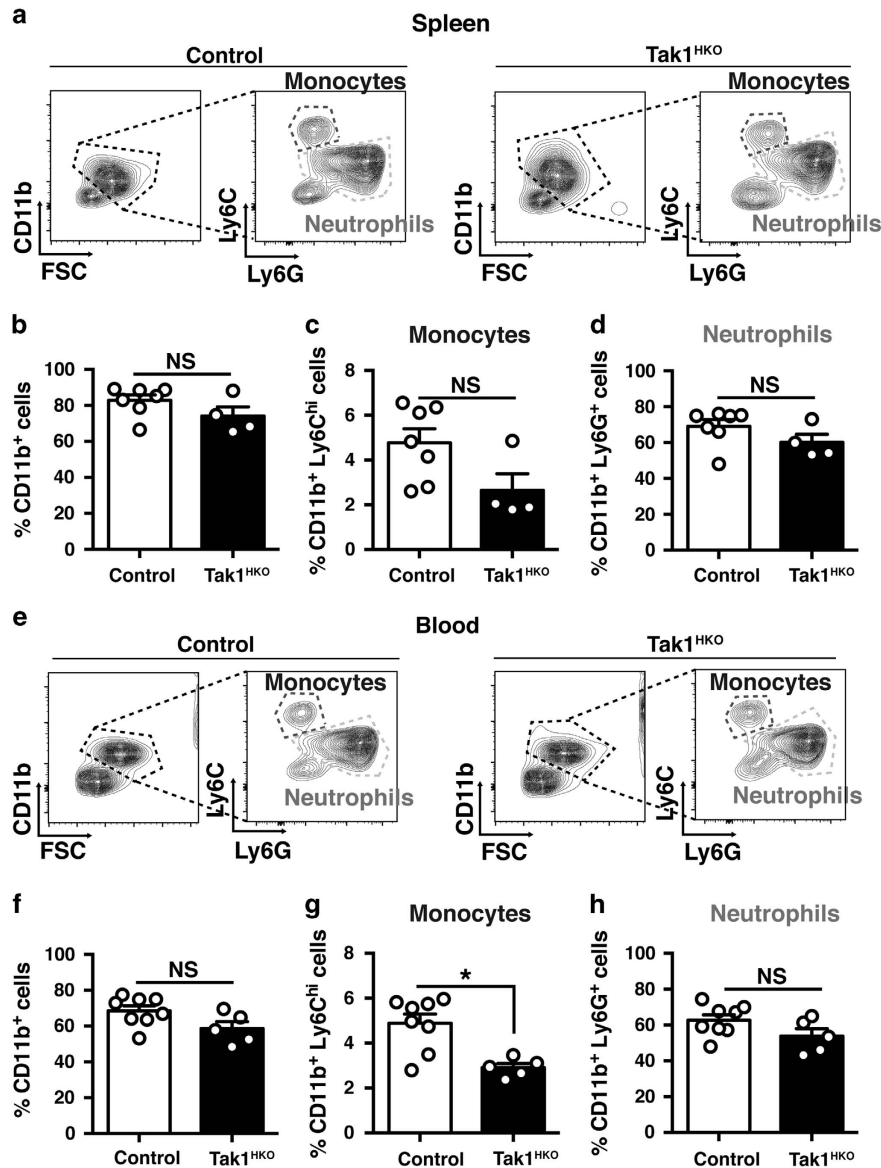 a
Spleen
Control
Tak1HKO
Monocytes
Monocytes
CD11b
Ly6C
CD11b
Ly6C
Neutrophils
Neutrophils
FSC
Ly6G
FSC
Ly6G
b
c
Monocytes
d
Neutrophils
% CD11b+ cells
100
80
60
40
20
0
NS
Control
Tak1HKO
% CD11b+ Ly6Chi cells
8
6
4
2
0
NS
Control
Tak1HKO
% CD11b+ Ly6G+ cells
100
80
60
40
20
0
NS
Control
Tak1HKO
e
Blood
Control
Tak1HKO
Monocytes
Monocytes
CD11b
Ly6C
CD11b
Ly6C
Neutrophils
Neutrophils
FSC
Ly6G
FSC
Ly6G
f
g
Monocytes
h
Neutrophils
% CD11b+ cells
100
80
60
40
20
0
NS
Control
Tak1HKO
% CD11b+ Ly6Chi cells
8
6
4
2
0
*
Control
Tak1HKO
% CD11b+ Ly6G+ cells
100
80
60
40
20
0
NS
Control
Tak1HKO